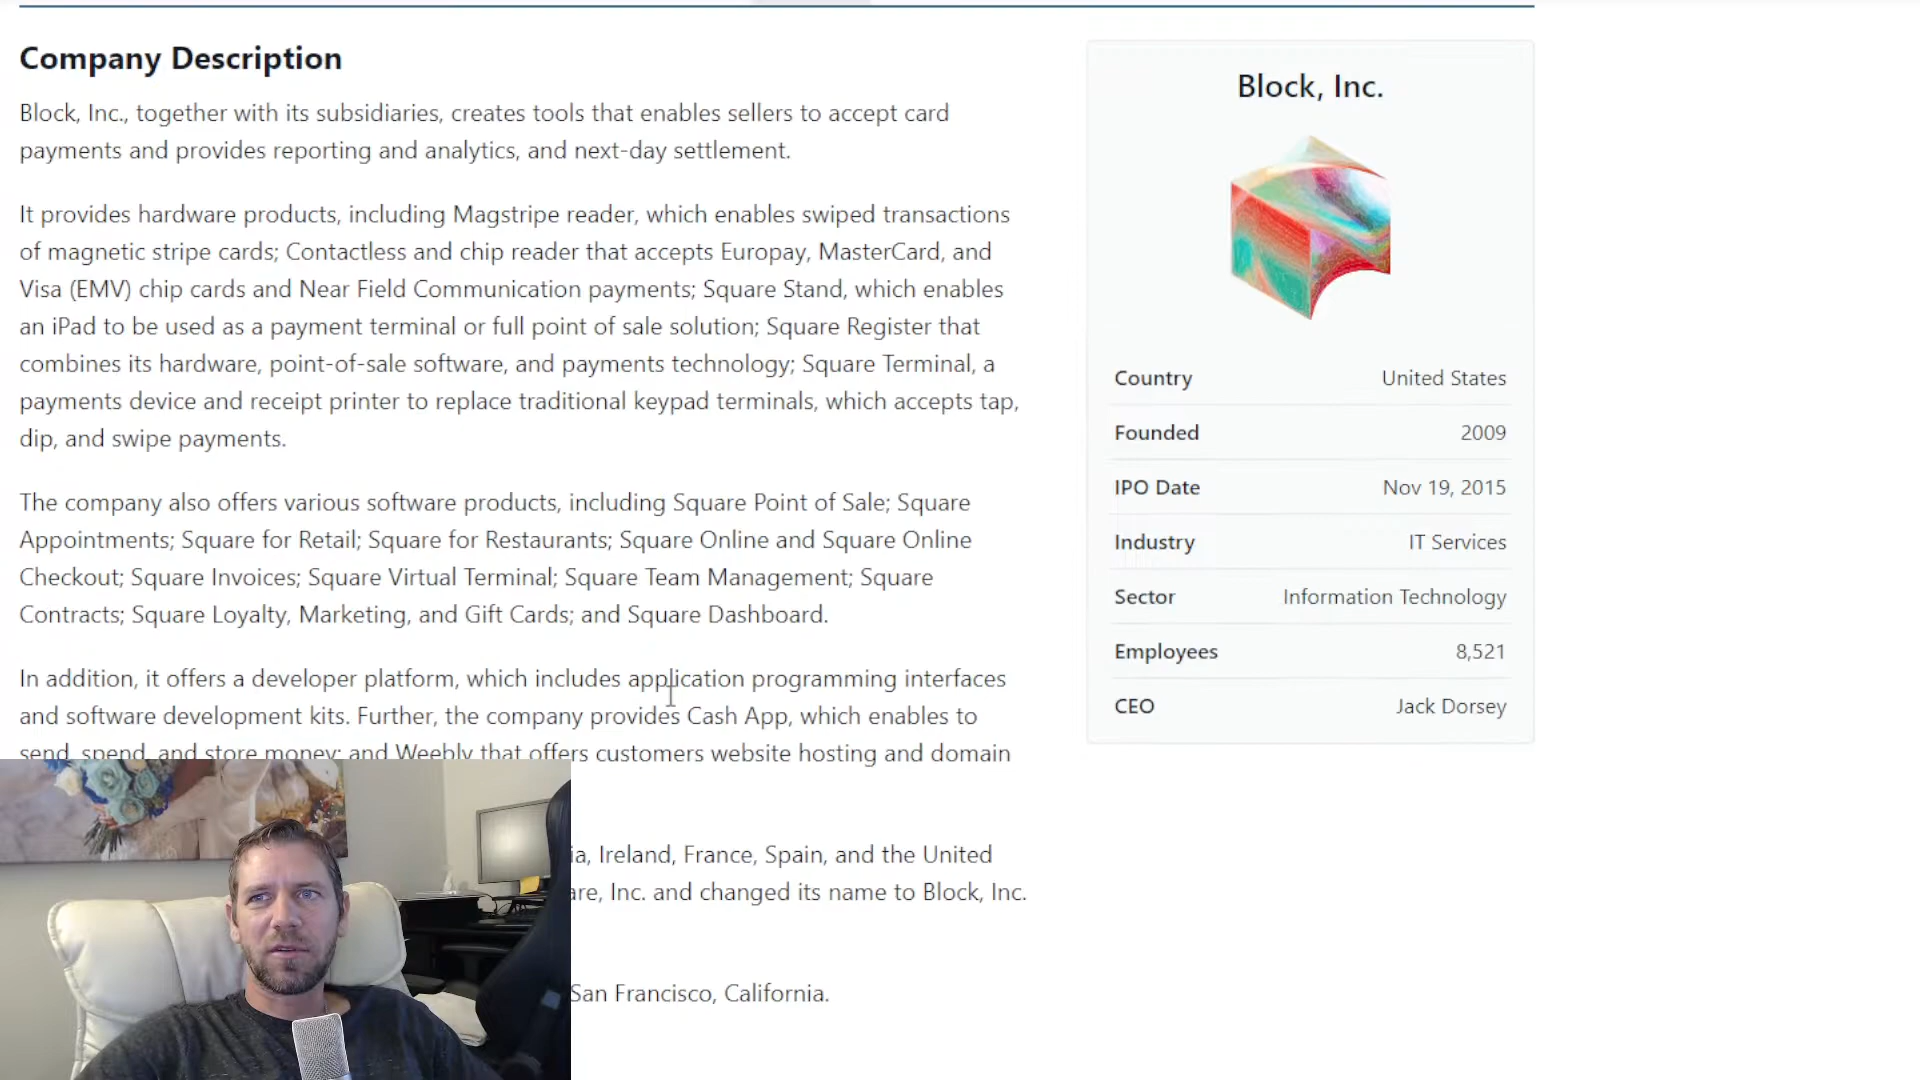 Company Description
Block, Inc., together with its subsidiaries, creates tools that enables sellers to accept card
payments and provides reporting and analytics, and next-day settlement.
It provides hardware products, including Magstripe reader, which enables swiped transactions
of magnetic stripe cards; Contactless and chip reader that accepts Europay, MasterCard, and
Visa (EMV) chip cards and Near Field Communication payments; Square Stand, which enables
an iPad to be used as a payment terminal or full point of sale solution; Square Register that
combines its hardware, point-of-sale software, and payments technology; Square Terminal, a
payments device and receipt printer to replace traditional keypad terminals, which accepts tap,
dip, and swipe payments.
The company also offers various software products, including Square Point of Sale; Square
Appointments; Square for Retail; Square for Restaurants; Square Online and Square Online
Checkout; Square Invoices; Square Virtual Terminal; Square Team Management; Square
Contracts; Square Loyalty, Marketing, and Gift Cards; and Square Dashboard.
In addition, it offers a developer platform, which includes application programming interfaces
and software development kits. Further, the company provides Cash App, which enables to
send, spend, and store money; and Weebly that offers customers website hosting and domain
ia, Ireland, France, Spain, and the United
are, Inc. and changed its name to Block, Inc.
San Francisco, California.
Block, Inc.
Country United States
Founded 2009
IPO Date Nov 19, 2015
Industry IT Services
Sector Information Technology
Employees 8,521
CEO Jack Dorsey